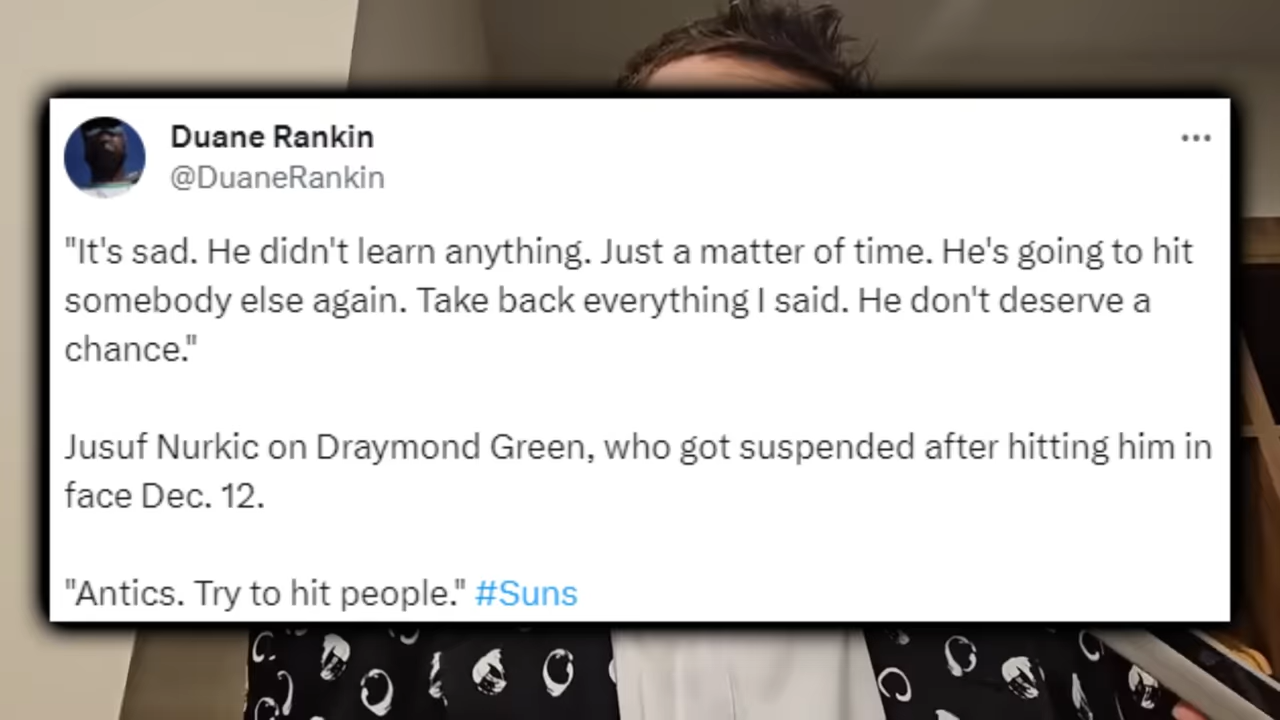 Duane Rankin
@DuaneRankin
"It's sad. He didn't learn anything. Just a matter of time. He's going to hit
somebody else again. Take back everything I said. He don't deserve a
chance."
Jusuf Nurkic on Draymond Green, who got suspended after hitting him in
face Dec. 12.
"Antics. Try to hit people." #Suns